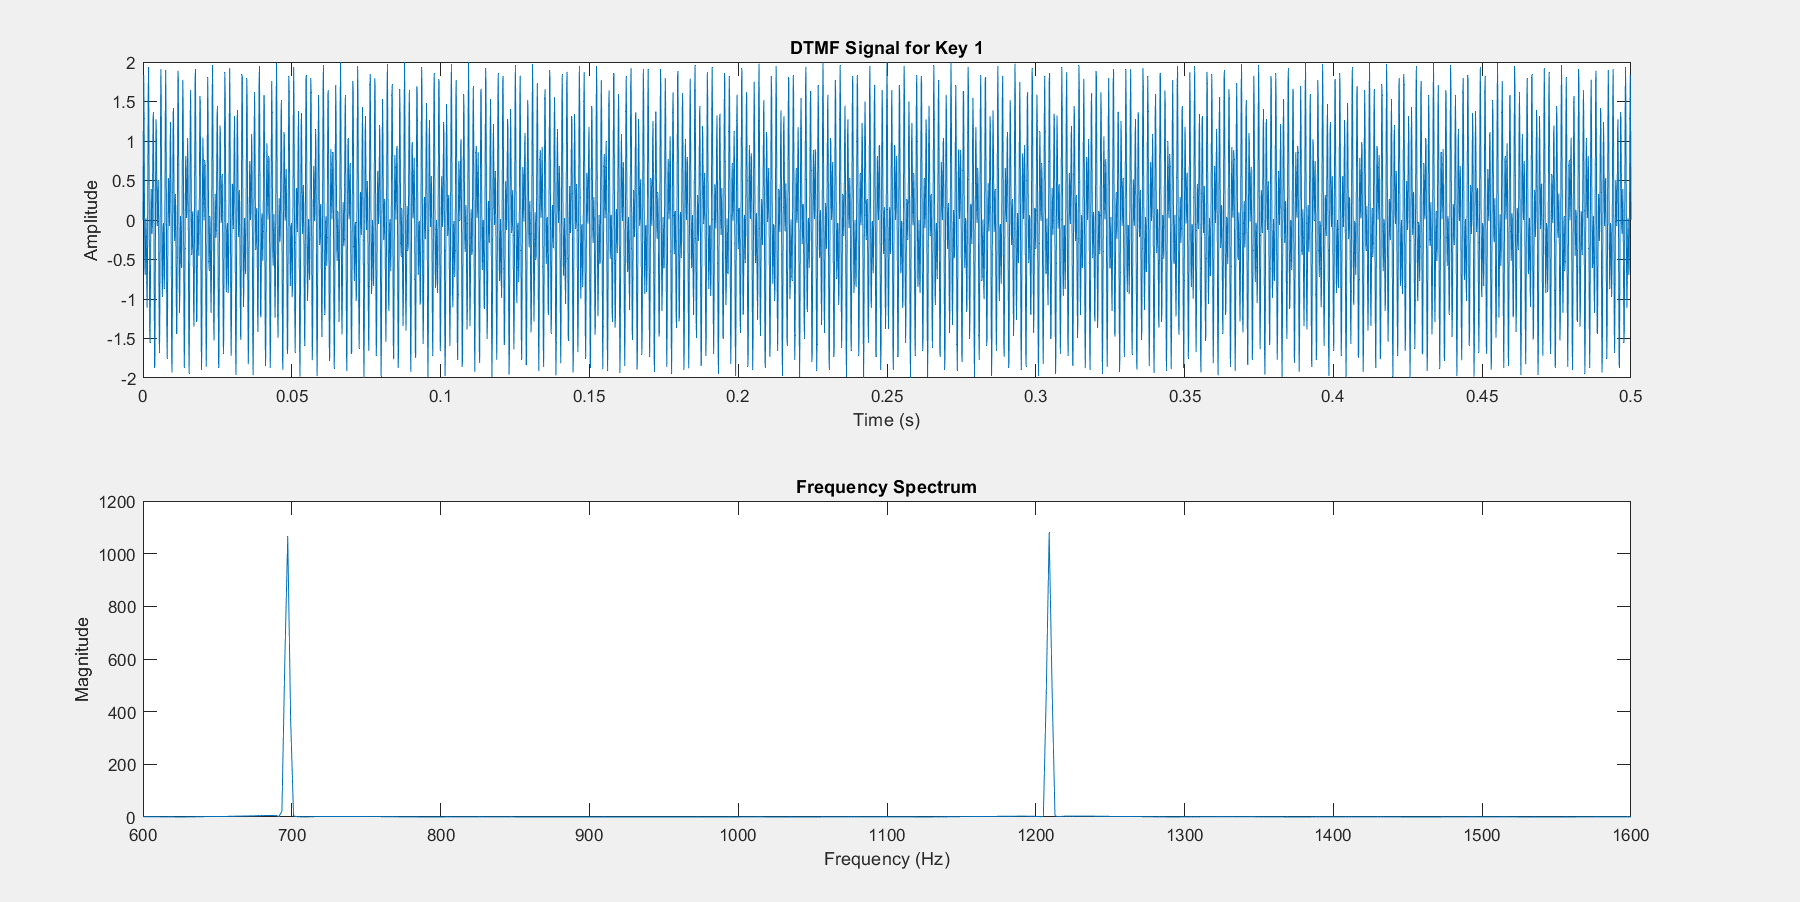 DTMF Signal for Key 1
2
1.5
1
0.5
0
-0.5
-1
-1.5
-2
Amplitude
0 0.05 0.1 0.15 0.2 0.25 0.3 0.35 0.4 0.45 0.5
Time (s)
Frequency Spectrum
1200
1000
800
600
400
200
0
Magnitude
600 700 800 900 1000 1100 1200 1300 1400 1500 1600
Frequency (Hz)